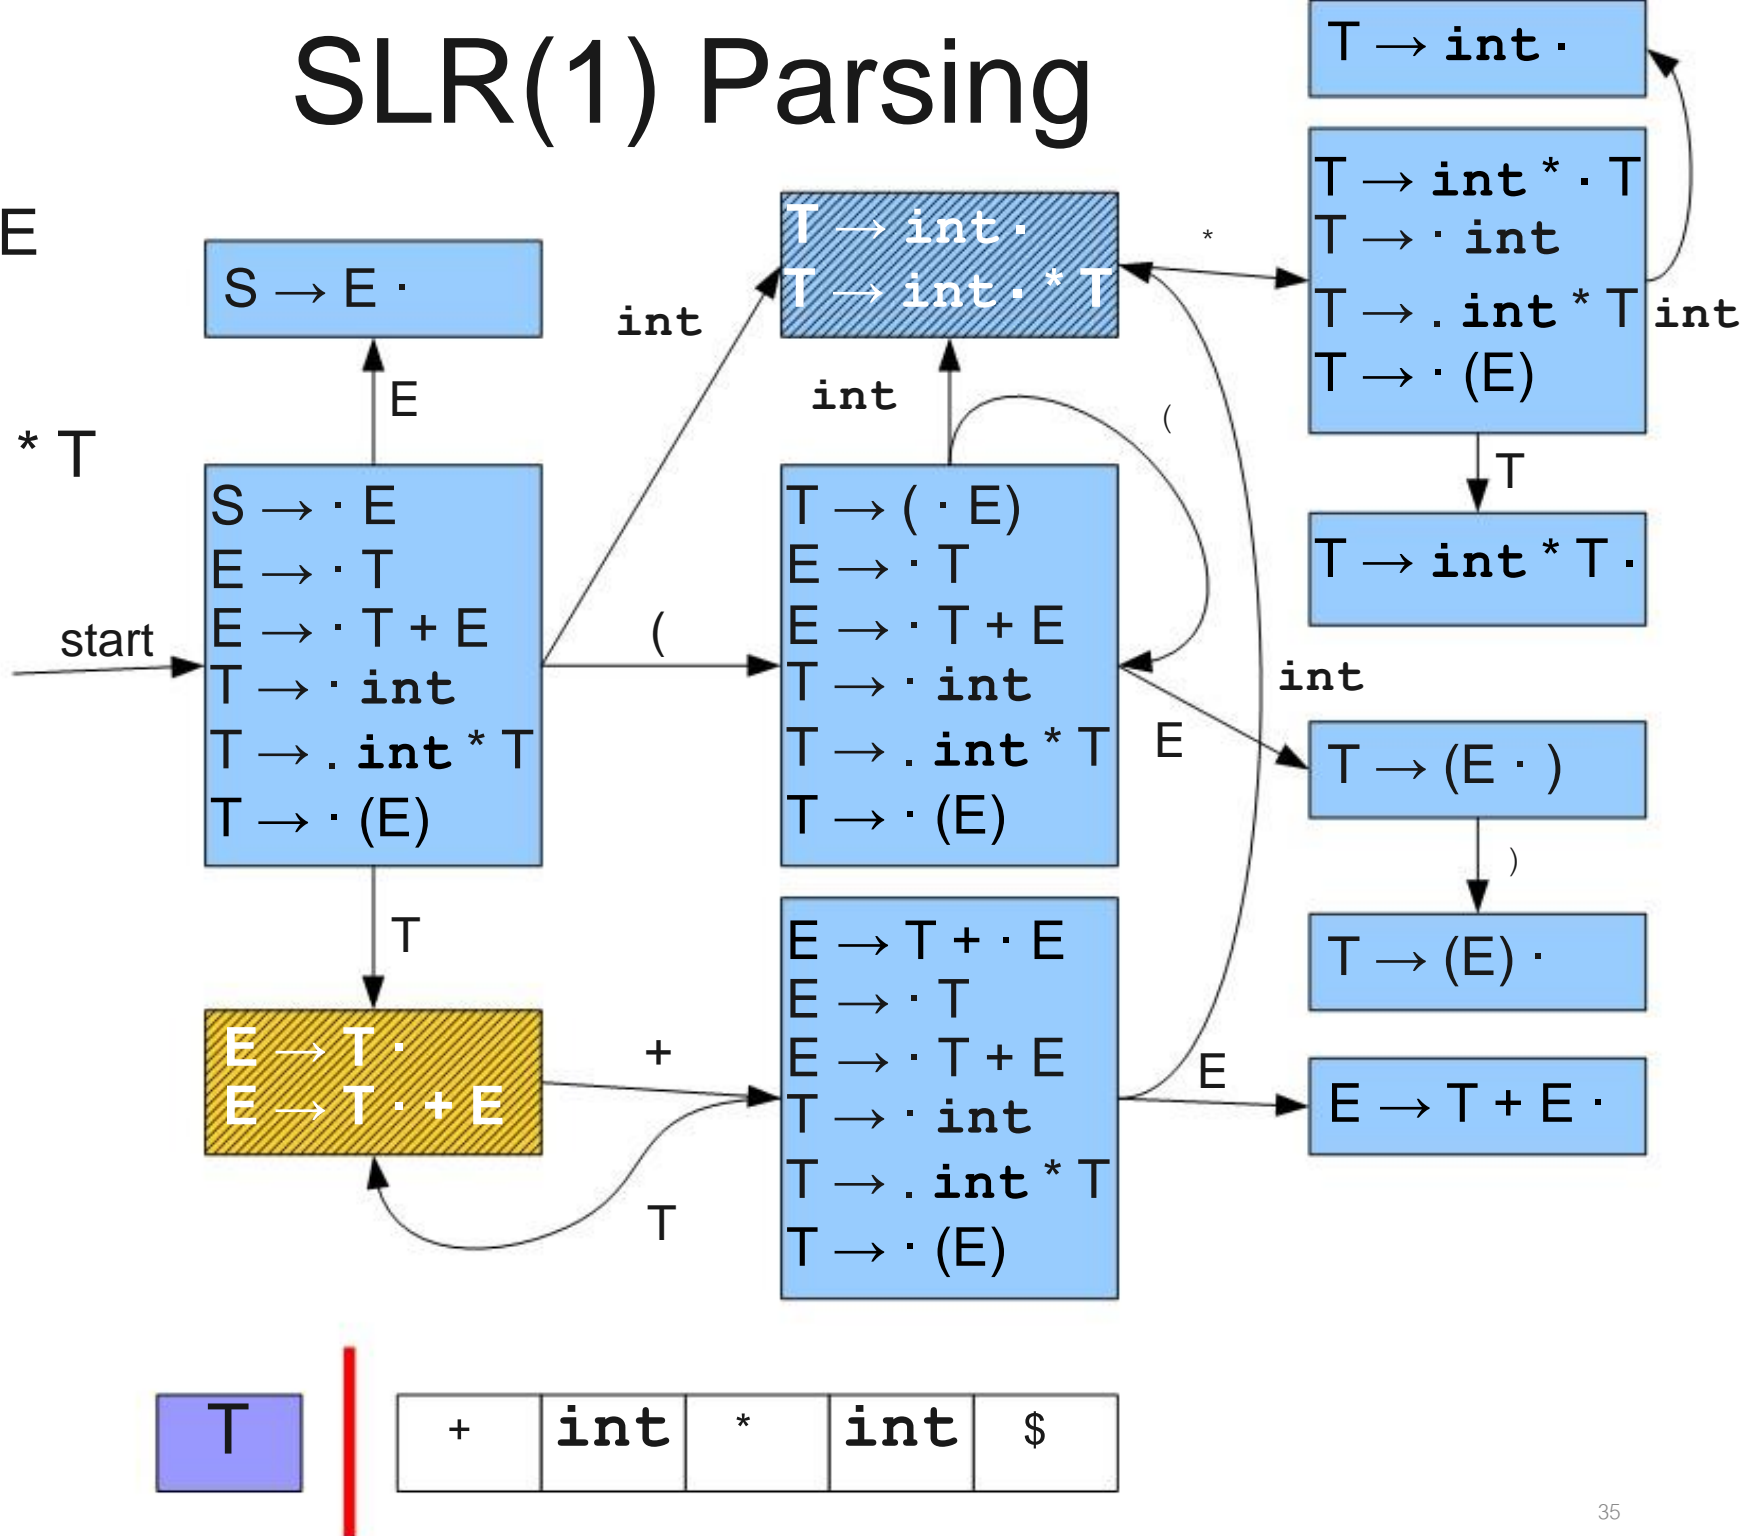 SLR(1) Parsing
E
* T
S → E ·
E
start
S → · E
E → · T
E → · T + E
T → · int
T → . int * T
T → · (E)
T
E → T ·
E → T · + E
+
T
int
(
T → int ·
T → int · * T
int
(
T → ( · E)
E → · T
E → · T + E
T → · int
T → . int * T
T → · (E)
E
E → T + · E
E → · T
E → · T + E
T → · int
T → . int * T
T → · (E)
E
int
*
T → int ·
T → int * · T
T → · int
T → . int * T
T → · (E)
int
T
T → int * T ·
T → (E · )
)
T → (E) ·
E → T + E ·
T
+ int * int $
35